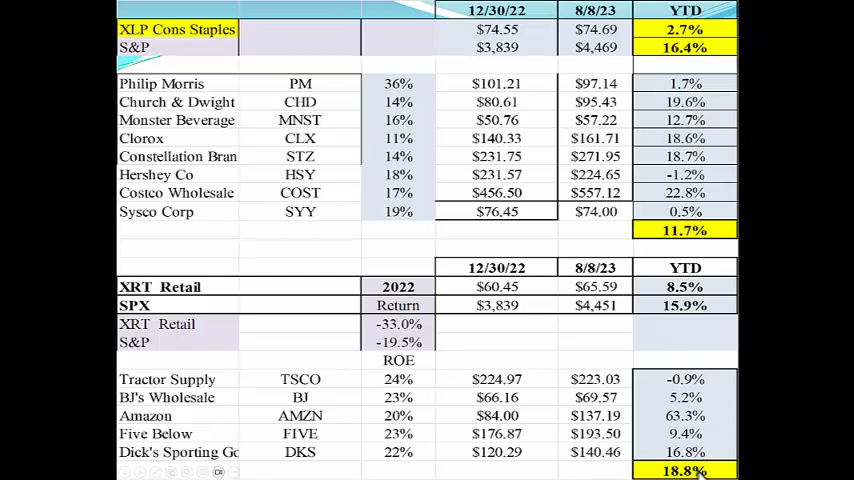 12/30/22 8/8/23 YTD
XLP Cons Staples $74.55 $74.69 2.7%
S&P $3,839 $4,469 16.4%
Philip Morris PM 36% $101.21 $97.14 1.7%
Church & Dwight CHD 14% $80.61 $95.43 19.6%
Monster Beverage MNST 16% $50.76 $57.22 12.7%
Clorox CLX 11% $140.33 $161.71 18.6%
Constellation Bran STZ 14% $231.75 $271.95 18.7%
Hershey Co HSY 18% $231.57 $224.65 -1.2%
Costco Wholesale COST 17% $456.50 $557.12 22.8%
Sysco Corp SYY 19% $76.45 $74.00 0.5%
11.7%
12/30/22 8/8/23 YTD
XRT Retail 2022 $60.45 $65.59 8.5%
SPX Return $3,839 $4,451 15.9%
XRT Retail -33.0%
S&P -19.5%
ROE
Tractor Supply TSCO 24% $224.97 $223.03 -0.9%
BJ's Wholesale BJ 23% $66.16 $69.57 5.2%
Amazon AMZN 20% $84.00 $137.19 63.3%
Five Below FIVE 23% $176.87 $193.50 9.4%
Dick's Sporting Go DKS 22% $120.29 $140.46 16.8%
18.8%